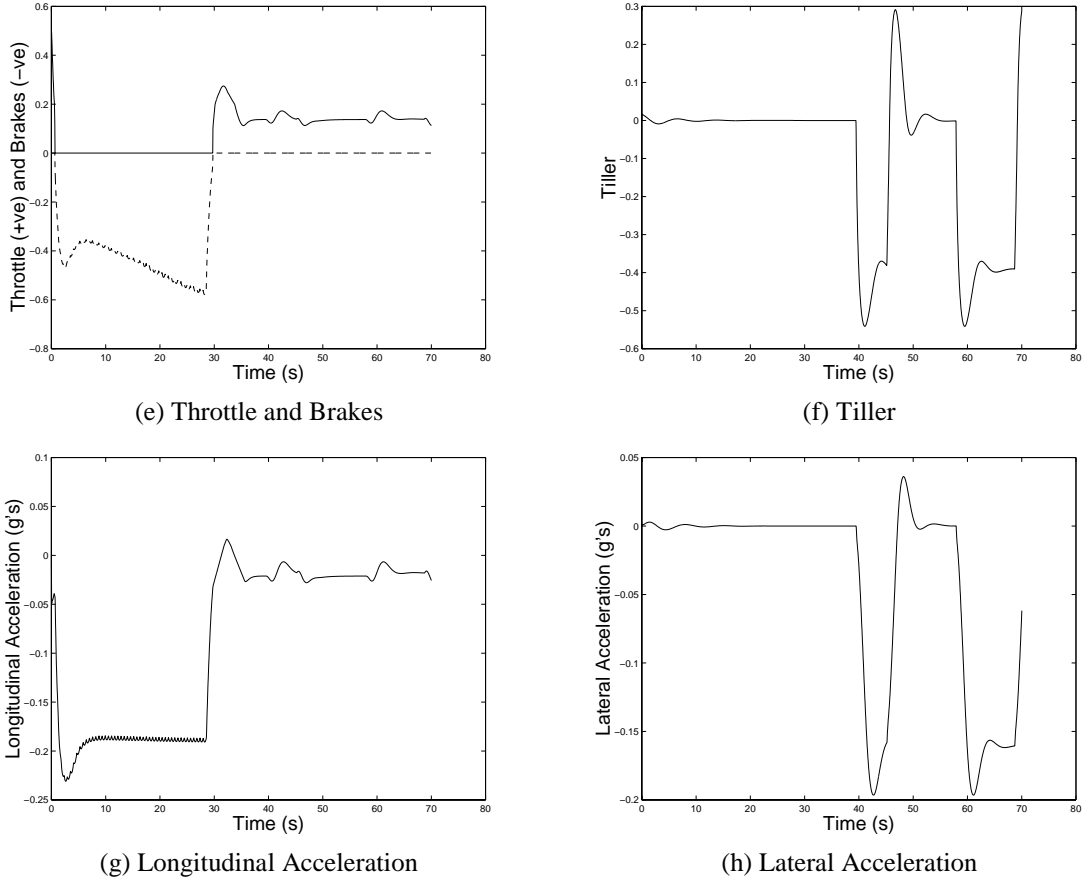 0.6
0.4
0.2
0
−0.2
−0.4
−0.6
−0.8
Throttle (+ve) and Brakes (−ve)
0 10 20 30 40 50 60 70 80
Time (s)
(e) Throttle and Brakes
0.3
0.2
0.1
0
−0.1
−0.2
−0.3
−0.4
−0.5
−0.6
Tiller
0 10 20 30 40 50 60 70 80
Time (s)
(f) Tiller
0.1
0.05
0
−0.05
−0.1
−0.15
−0.2
−0.25
Longitudinal Acceleration (g's)
0 10 20 30 40 50 60 70 80
Time (s)
(g) Longitudinal Acceleration
0.05
0
−0.05
−0.1
−0.15
−0.2
Lateral Acceleration (g's)
0 10 20 30 40 50 60 70 80
Time (s)
(h) Lateral Acceleration